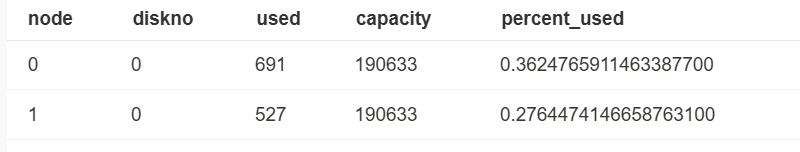 node diskno used capacity percent_used
0 0 691 190633 0.3624765911463387700
1 0 527 190633 0.2764474146658763100